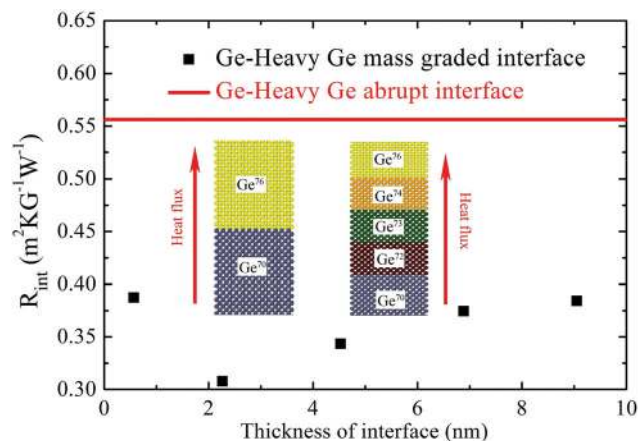 0.65
0.60
0.55
0.50
0.45
0.40
0.35
0.30
R_int (m²KG⁻¹W⁻¹)
Ge-Heavy Ge mass graded interface
Ge-Heavy Ge abrupt interface
Heat flux
Ge⁷⁶
Ge⁷⁰
Ge⁷⁶
Ge⁷⁴
Ge⁷³
Ge⁷²
Ge⁷⁰
Heat flux
0 2 4 6 8 10
Thickness of interface (nm)